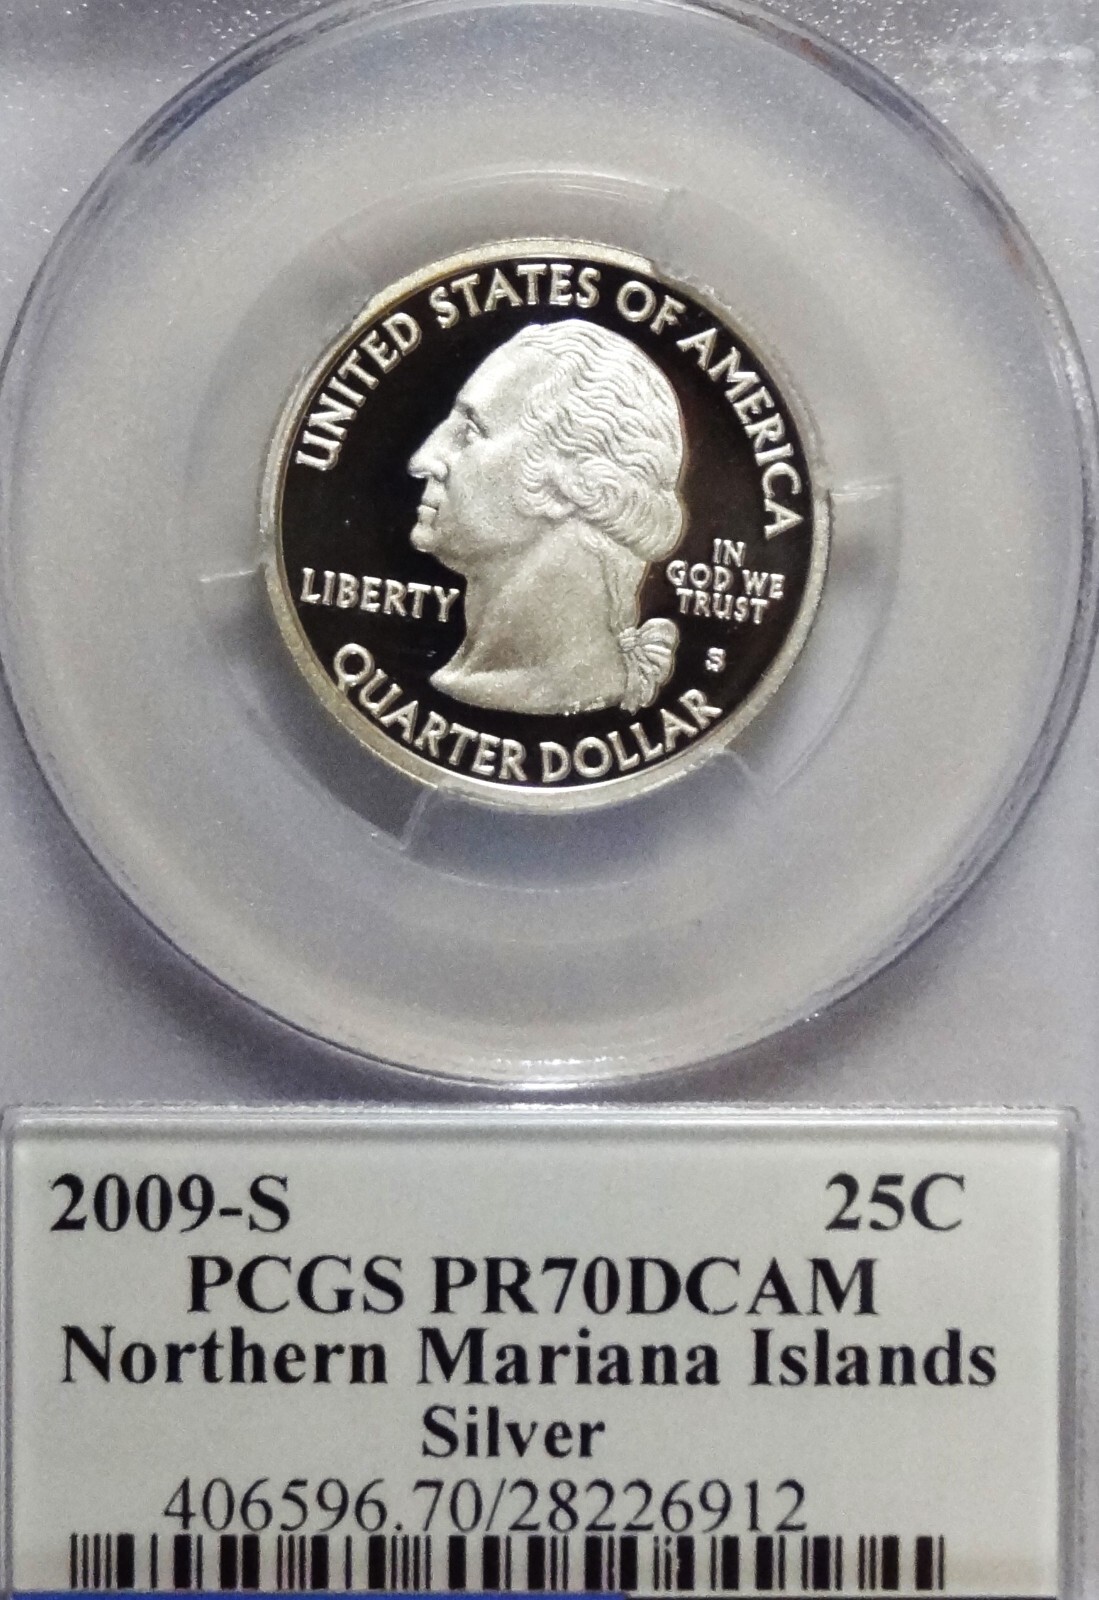 UNITED STATES OF AMERICA
LIBERTY
IN
GOD WE
TRUST
S
QUARTER DOLLAR
2009-S 25C
PCGS PR70DCAM
Northern Mariana Islands
Silver
406596.70/28226912